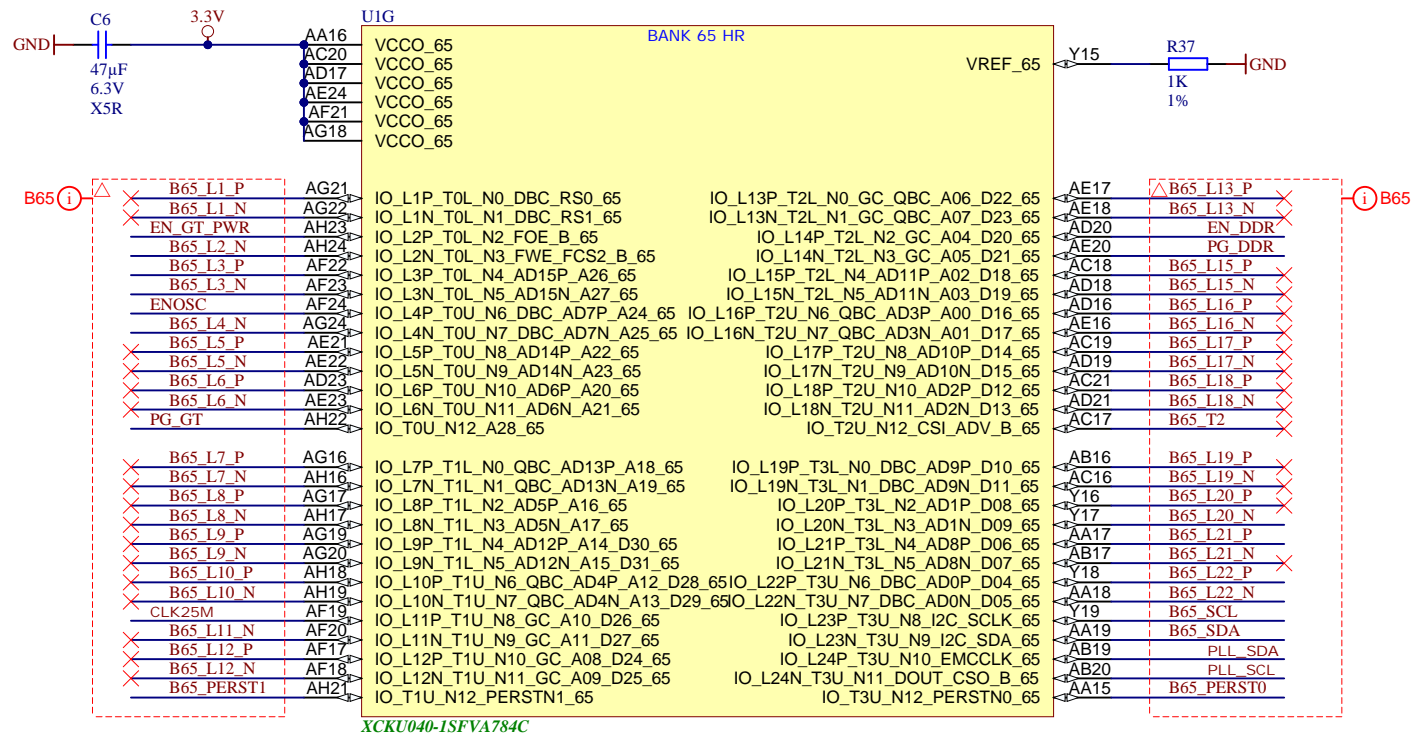 C6
3.3V
U1G
BANK 65 HR
GND
47µF
6.3V
X5R
AA16 VCCO_65
AC20 VCCO_65
AD17 VCCO_65
AE24 VCCO_65
AF21 VCCO_65
AG18 VCCO_65
VREF_65 Y15
R37
1K
1%
GND
B65 i
B65_L1_P AG21 IO_L1P_T0L_N0_DBC_RS0_65
B65_L1_N AG22 IO_L1N_T0L_N1_DBC_RS1_65
EN_GT_PWR AH23 IO_L2P_T0L_N2_FOE_B_65
B65_L2_N AH24 IO_L2N_T0L_N3_FWE_FCS2_B_65
B65_L3_P AF22 IO_L3P_T0L_N4_AD15P_A26_65
B65_L3_N AF23 IO_L3N_T0L_N5_AD15N_A27_65
ENOSC AF24 IO_L4P_T0U_N6_DBC_AD7P_A24_65
B65_L4_N AG24 IO_L4N_T0U_N7_DBC_AD7N_A25_65
B65_L5_P AE21 IO_L5P_T0U_N8_AD14P_A22_65
B65_L5_N AE22 IO_L5N_T0U_N9_AD14N_A23_65
B65_L6_P AD23 IO_L6P_T0U_N10_AD6P_A20_65
B65_L6_N AE23 IO_L6N_T0U_N11_AD6N_A21_65
PG_GT AH22 IO_T0U_N12_A28_65
B65_L7_P AG16 IO_L7P_T1L_N0_QBC_AD13P_A18_65
B65_L7_N AH16 IO_L7N_T1L_N1_QBC_AD13N_A19_65
B65_L8_P AG17 IO_L8P_T1L_N2_AD5P_A16_65
B65_L8_N AH17 IO_L8N_T1L_N3_AD5N_A17_65
B65_L9_P AG19 IO_L9P_T1L_N4_AD12P_A14_D30_65
B65_L9_N AG20 IO_L9N_T1L_N5_AD12N_A15_D31_65
B65_L10_P AH18 IO_L10P_T1U_N6_QBC_AD4P_A12_D28_65
B65_L10_N AH19 IO_L10N_T1U_N7_QBC_AD4N_A13_D29_65
CLK25M AF19 IO_L11P_T1U_N8_GC_A10_D26_65
B65_L11_N AF20 IO_L11N_T1U_N9_GC_A11_D27_65
B65_L12_P AF17 IO_L12P_T1U_N10_GC_A08_D24_65
B65_L12_N AF18 IO_L12N_T1U_N11_GC_A09_D25_65
B65_PERST1 AH21 IO_T1U_N12_PERSTN1_65
IO_L13P_T2L_N0_GC_QBC_A06_D22_65 AE17 B65_L13_P
IO_L13N_T2L_N1_GC_QBC_A07_D23_65 AE18 B65_L13_N
IO_L14P_T2L_N2_GC_A04_D20_65 AD20 EN_DDR
IO_L14N_T2L_N3_GC_A05_D21_65 AE20 PG_DDR
IO_L15P_T2L_N4_AD11P_A02_D18_65 AC18 B65_L15_P
IO_L15N_T2L_N5_AD11N_A03_D19_65 AD18 B65_L15_N
IO_L16P_T2U_N6_QBC_AD3P_A00_D16_65 AD16 B65_L16_P
IO_L16N_T2U_N7_QBC_AD3N_A01_D17_65 AE16 B65_L16_N
IO_L17P_T2U_N8_AD10P_D14_65 AC19 B65_L17_P
IO_L17N_T2U_N9_AD10N_D15_65 AD19 B65_L17_N
IO_L18P_T2U_N10_AD2P_D12_65 AC21 B65_L18_P
IO_L18N_T2U_N11_AD2N_D13_65 AD21 B65_L18_N
IO_T2U_N12_CSI_ADV_B_65 AC17 B65_T2
IO_L19P_T3L_N0_DBC_AD9P_D10_65 AB16 B65_L19_P
IO_L19N_T3L_N1_DBC_AD9N_D11_65 AC16 B65_L19_N
IO_L20P_T3L_N2_AD1P_D08_65 Y16 B65_L20_P
IO_L20N_T3L_N3_AD1N_D09_65 Y17 B65_L20_N
IO_L21P_T3L_N4_AD8P_D06_65 AA17 B65_L21_P
IO_L21N_T3L_N5_AD8N_D07_65 AB17 B65_L21_N
IO_L22P_T3U_N6_DBC_AD0P_D04_65 Y18 B65_L22_P
IO_L22N_T3U_N7_DBC_AD0N_D05_65 AA18 B65_L22_N
IO_L23P_T3U_N8_I2C_SCLK_65 Y19 B65_SCL
IO_L23N_T3U_N9_I2C_SDA_65 AA19 B65_SDA
IO_L24P_T3U_N10_EMCCLK_65 AB19 PLL_SDA
IO_L24N_T3U_N11_DOUT_CSO_B_65 AB20 PLL_SCL
IO_T3U_N12_PERSTN0_65 AA15 B65_PERST0
i B65
XCKU040-1SFVA784C